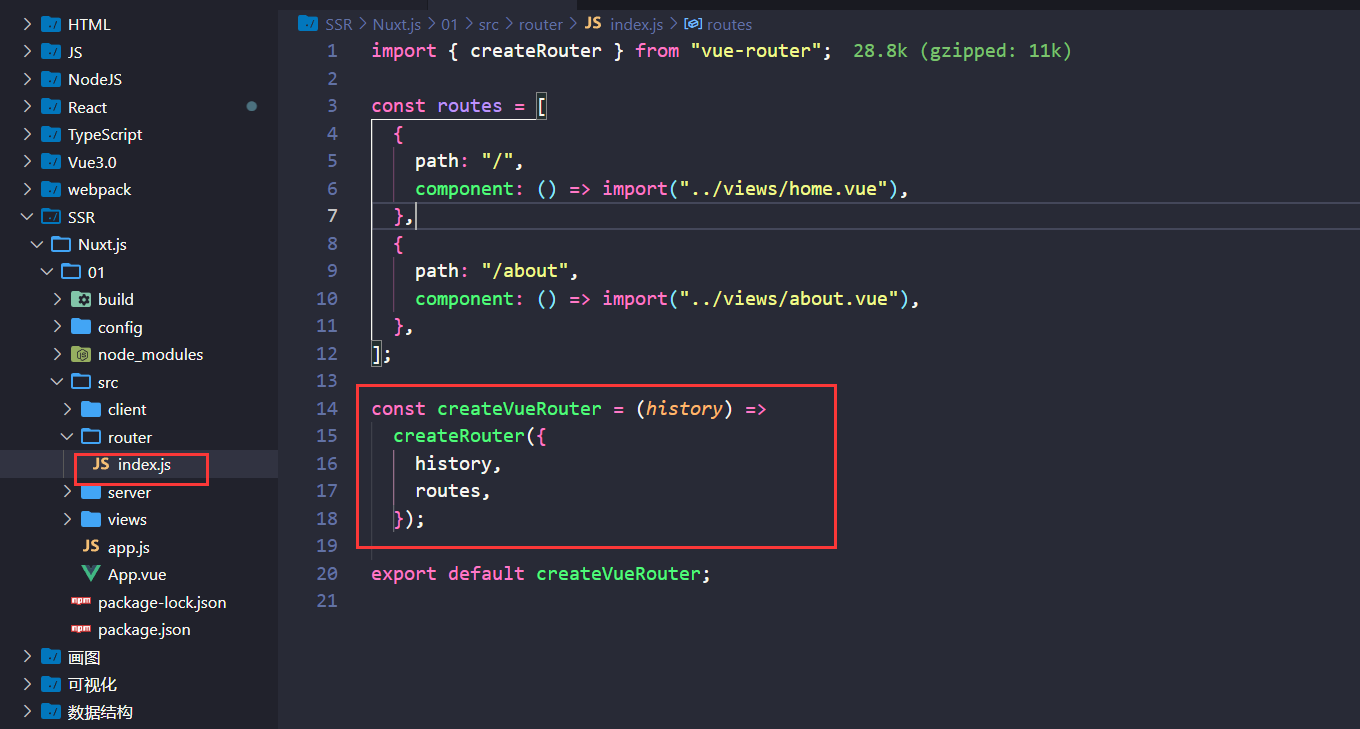 HTML
JS
NodeJS
React
TypeScript
Vue3.0
webpack
SSR
Nuxt.js
01
build
config
node_modules
src
client
router
JS index.js
server
views
JS app.js
App.vue
npm package-lock.json
npm package.json
画图
可视化
数据结构
SSR > Nuxt.js > 01 > src > router > JS index.js > routes
1 import { createRouter } from "vue-router"; 28.8k (gzipped: 11k)
2
3 const routes = [
4 {
5 path: "/",
6 component: () => import("../views/home.vue"),
7 },
8 {
9 path: "/about",
10 component: () => import("../views/about.vue"),
11 },
12 ];
13
14 const createVueRouter = (history) =>
15 createRouter({
16 history,
17 routes,
18 });
19
20 export default createVueRouter;
21